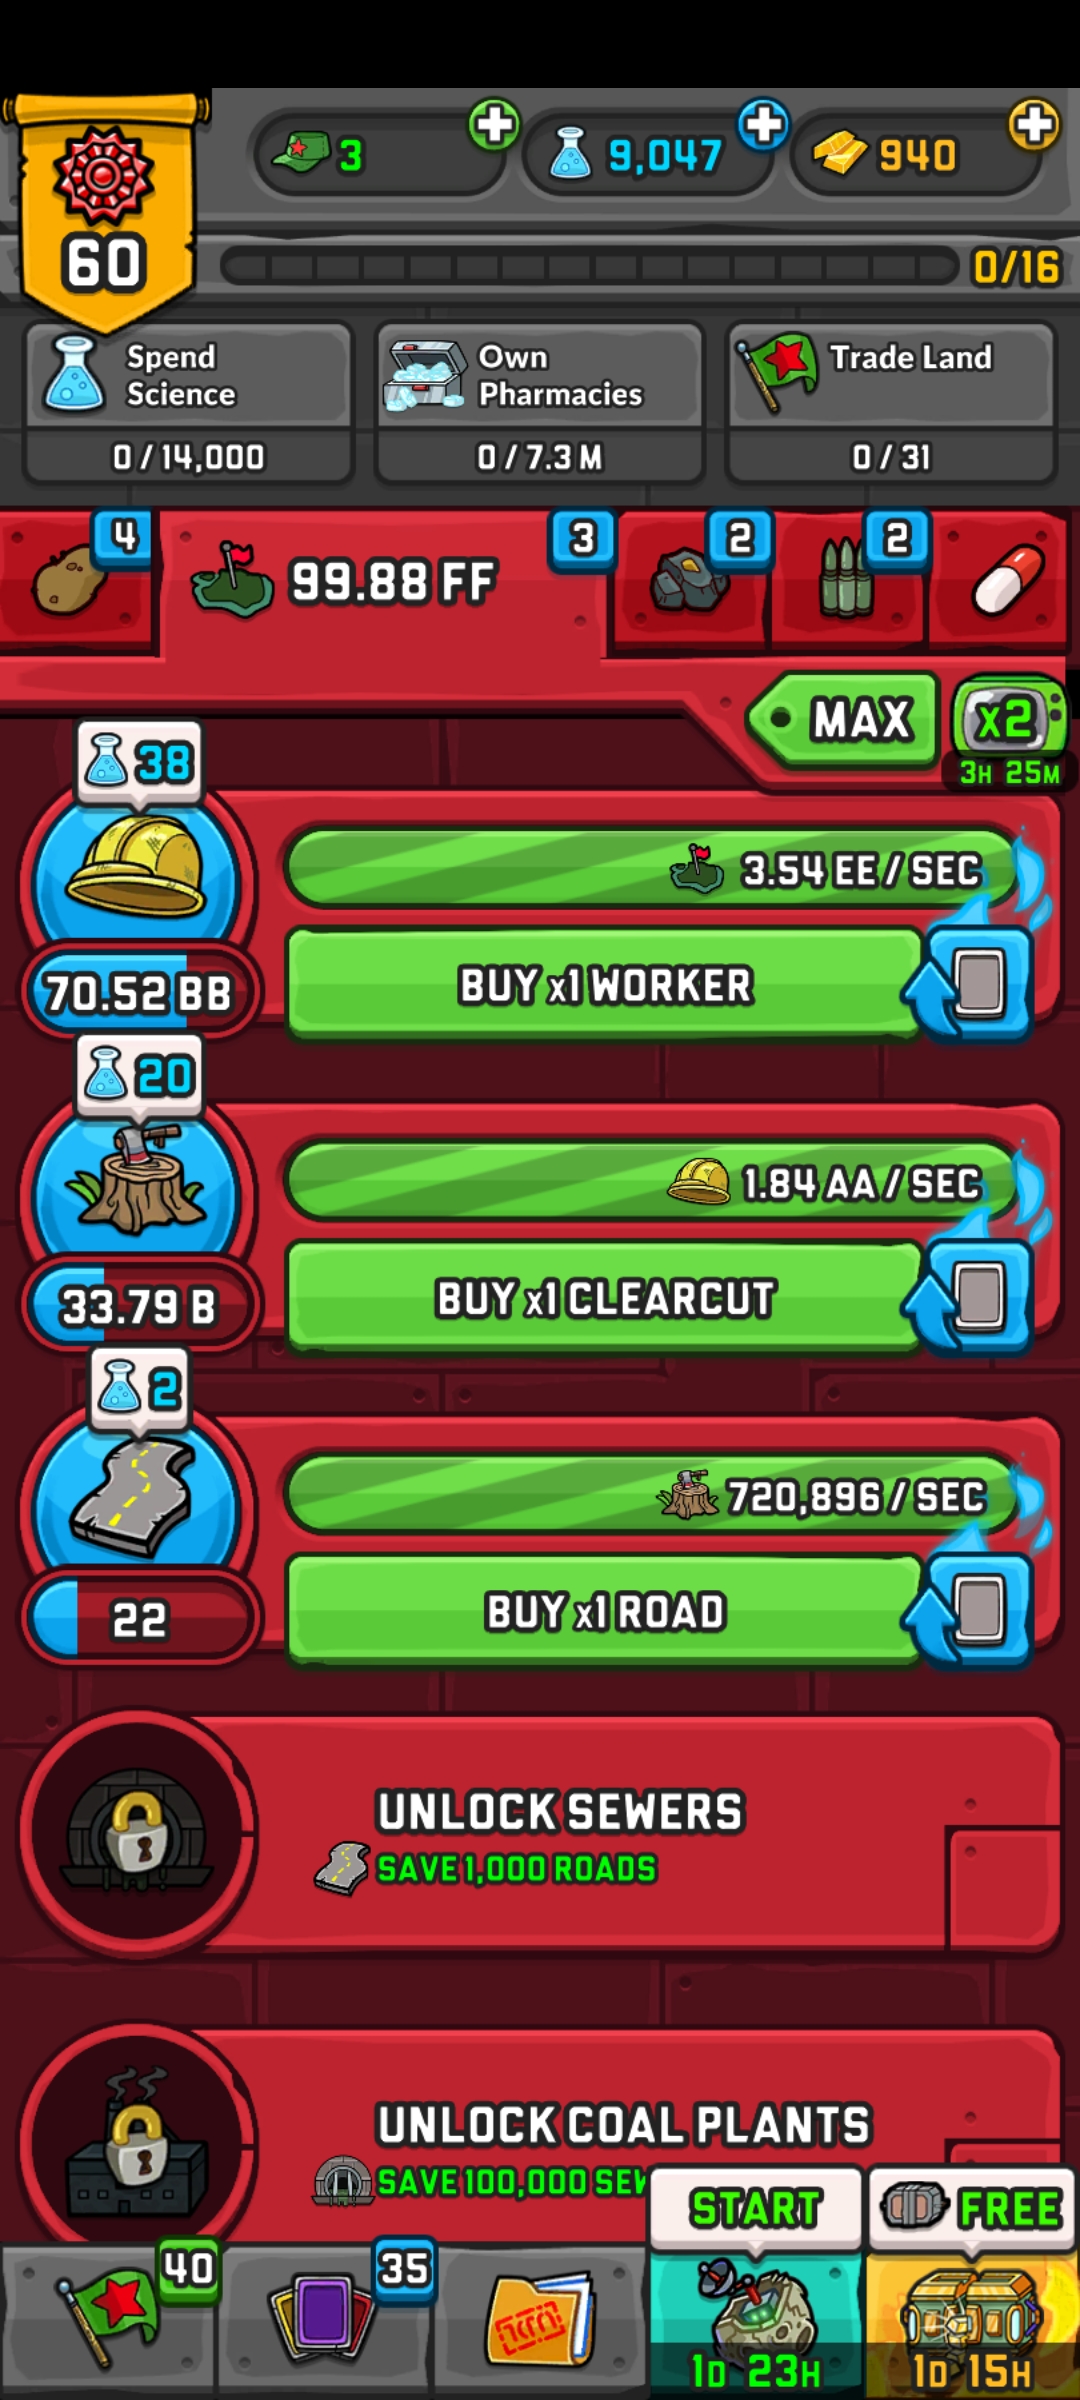 60
3
9,047
940
0/16
Spend
Science
0/14,000
Own
Pharmacies
0/7.3 M
Trade Land
0/31
4
99.88 FF
3
2
2
MAX
x2
3H 25M
38
3.54 EE/SEC
70.52 BB
BUY x1 WORKER
20
1.84 AA/SEC
33.79 B
BUY x1 CLEARCUT
2
720,896/SEC
22
BUY x1 ROAD
UNLOCK SEWERS
SAVE 1,000 ROADS
UNLOCK COAL PLANTS
SAVE 100,000 SEW
START
FREE
40
35
1D 23H
1D 15H